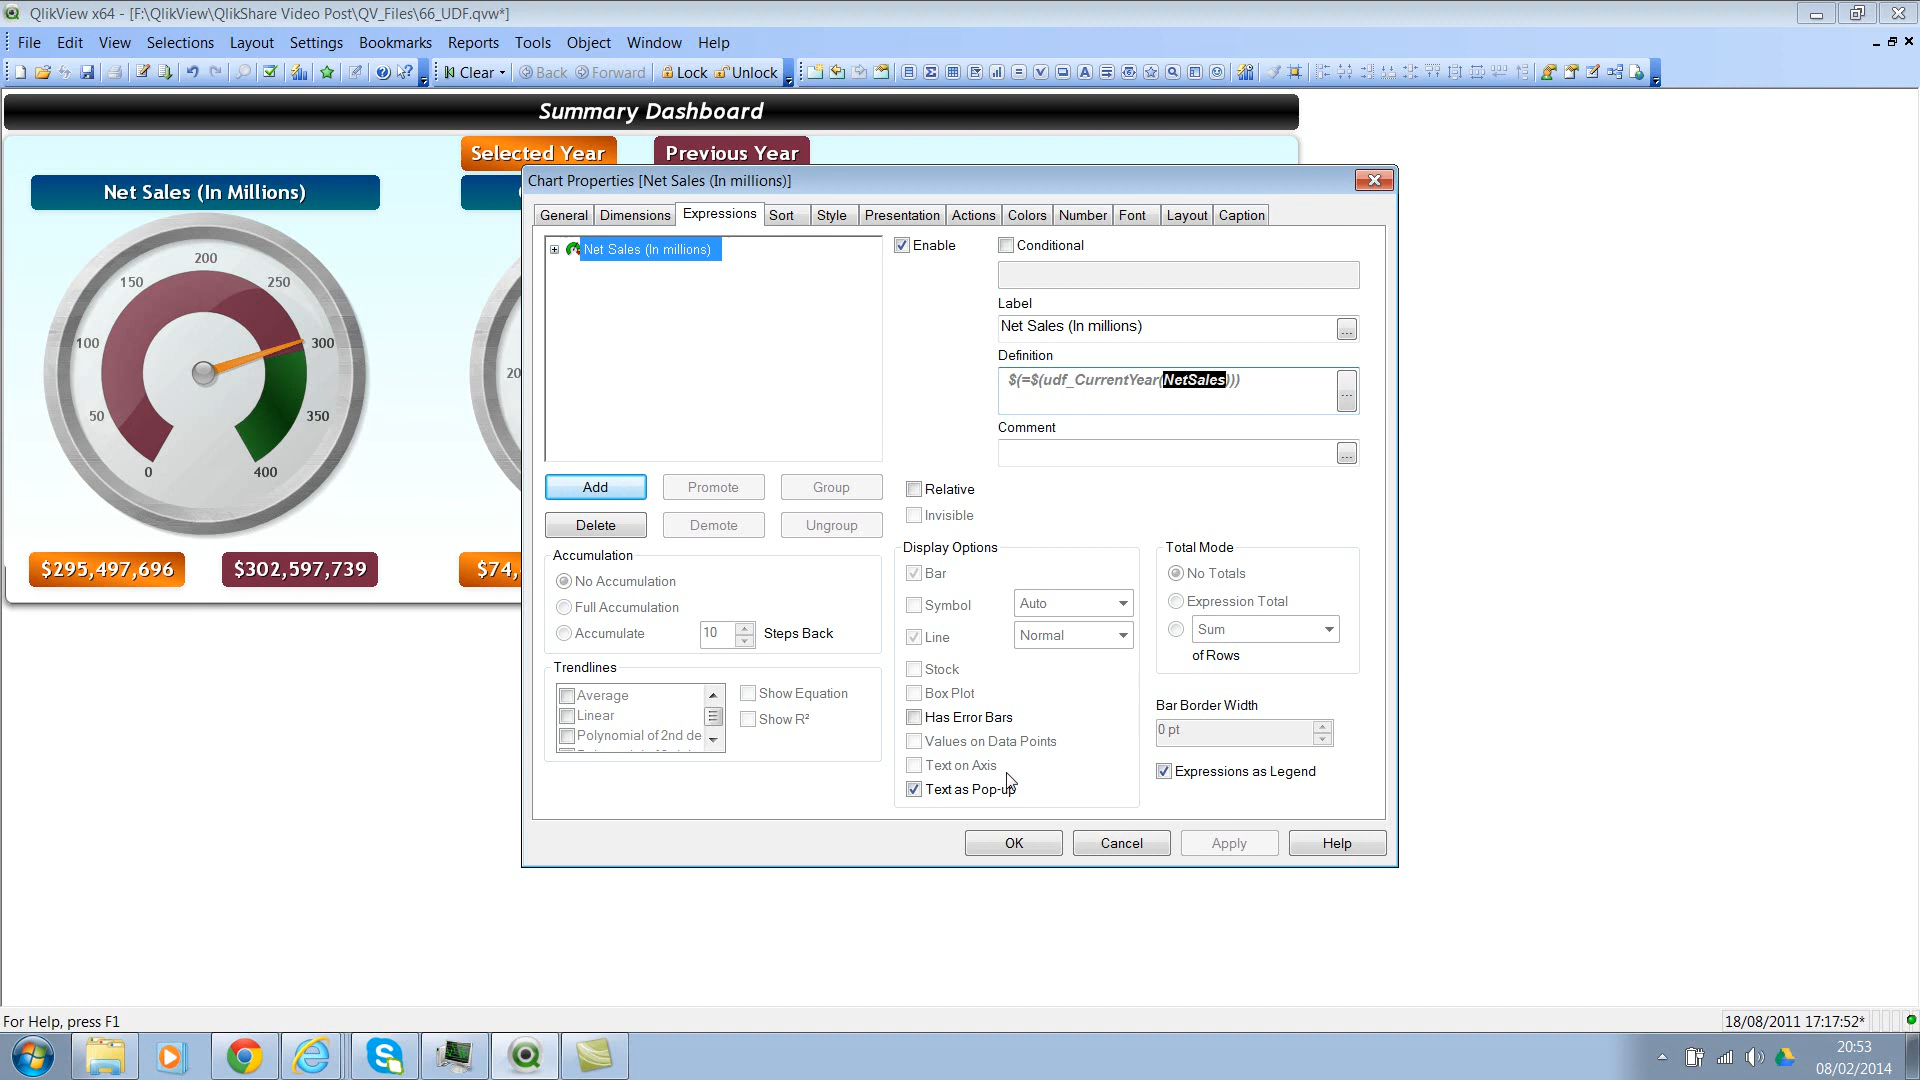 QlikView x64 - [F:\QlikView\QlikShare Video Post\QV_Files\66_UDF.qvw*]
File Edit View Selections Layout Settings Bookmarks Reports Tools Object Window Help
Clear Back Forward Lock Unlock
Summary Dashboard
Selected Year Previous Year
Net Sales (In Millions)
0
50
100
150
200
250
300
350
400
20
$295,497,696 $302,597,739 $74,
Chart Properties [Net Sales (In millions)]
General Dimensions Expressions Sort Style Presentation Actions Colors Number Font Layout Caption
Net Sales (In millions)
Enable
Conditional
Label
Net Sales (In millions)
...
Definition
$(=$(udf_CurrentYear(NetSales)))
...
Comment
...
Add Promote Group
Delete Demote Ungroup
Relative
Invisible
Accumulation
No Accumulation
Full Accumulation
Accumulate 10 Steps Back
Trendlines
Average
Linear
Polynomial of 2nd de
Show Equation
Show R²
Display Options
Bar
Symbol Auto
Line Normal
Stock
Box Plot
Has Error Bars
Values on Data Points
Text on Axis
Text as Pop-up
Total Mode
No Totals
Expression Total
Sum
of Rows
Bar Border Width
0 pt
Expressions as Legend
OK Cancel Apply Help
For Help, press F1
18/08/2011 17:17:52*
20:53
08/02/2014